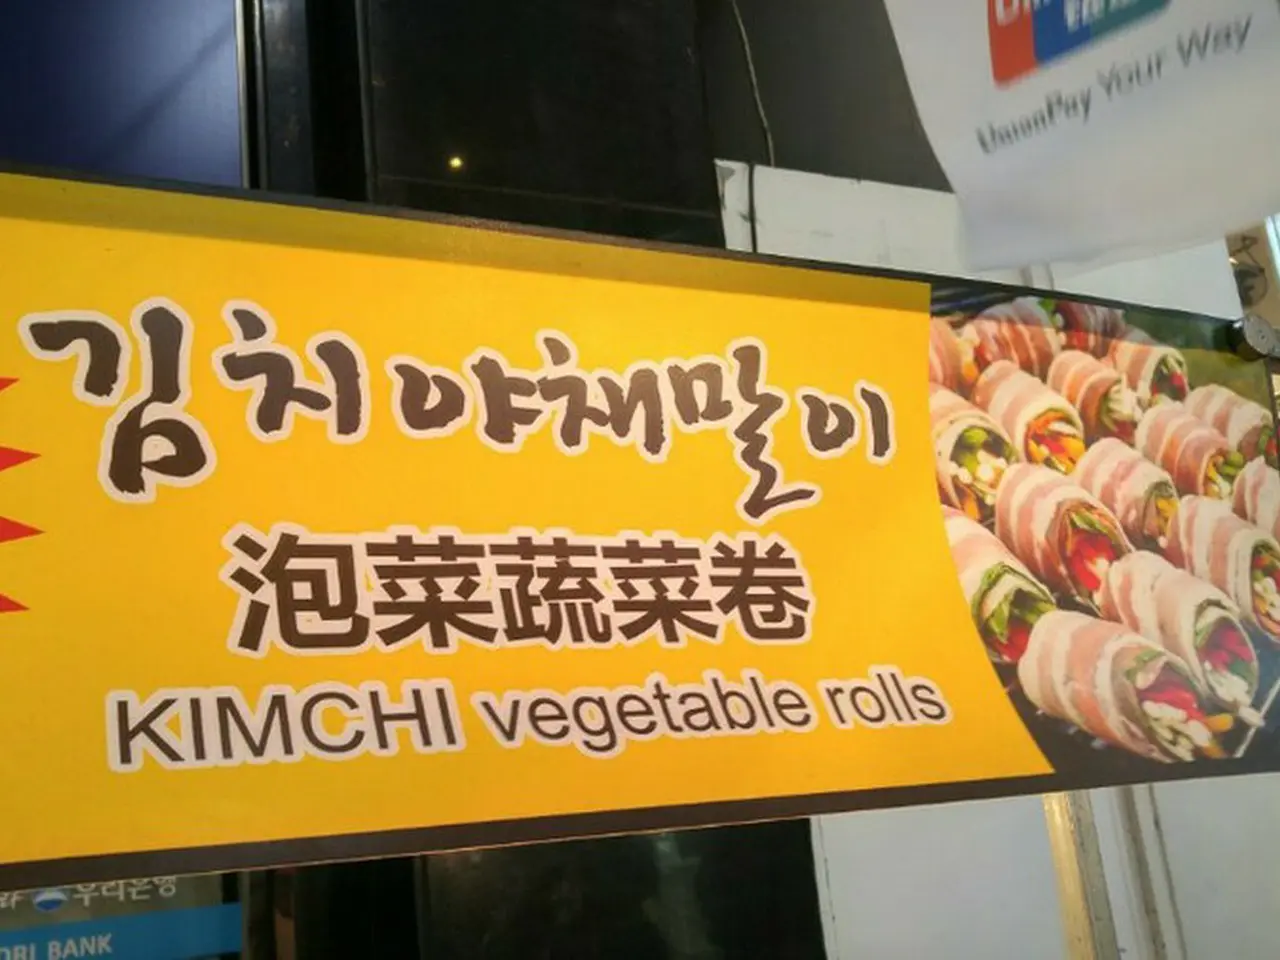 UnionPay Your Way
김치야채말이
泡菜蔬菜卷
KIMCHI vegetable rolls
우리은행
BANK